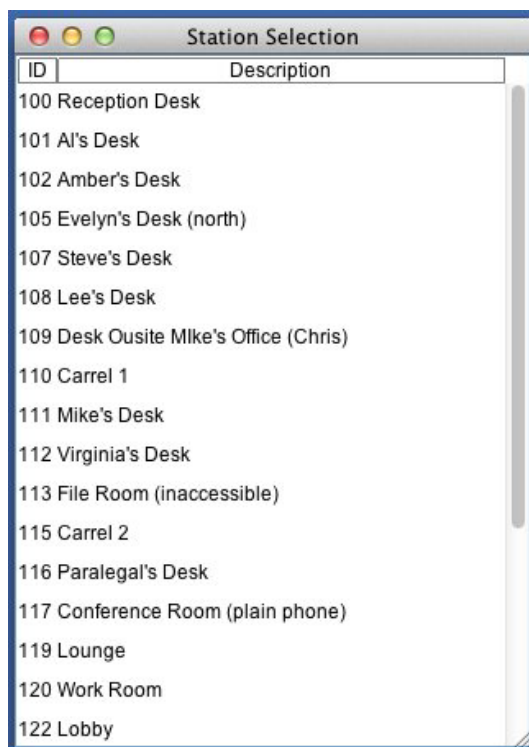 Station Selection
ID Description
100 Reception Desk
101 Al's Desk
102 Amber's Desk
105 Evelyn's Desk (north)
107 Steve's Desk
108 Lee's Desk
109 Desk Ousite MIke's Office (Chris)
110 Carrel 1
111 Mike's Desk
112 Virginia's Desk
113 File Room (inaccessible)
115 Carrel 2
116 Paralegal's Desk
117 Conference Room (plain phone)
119 Lounge
120 Work Room
122 Lobby